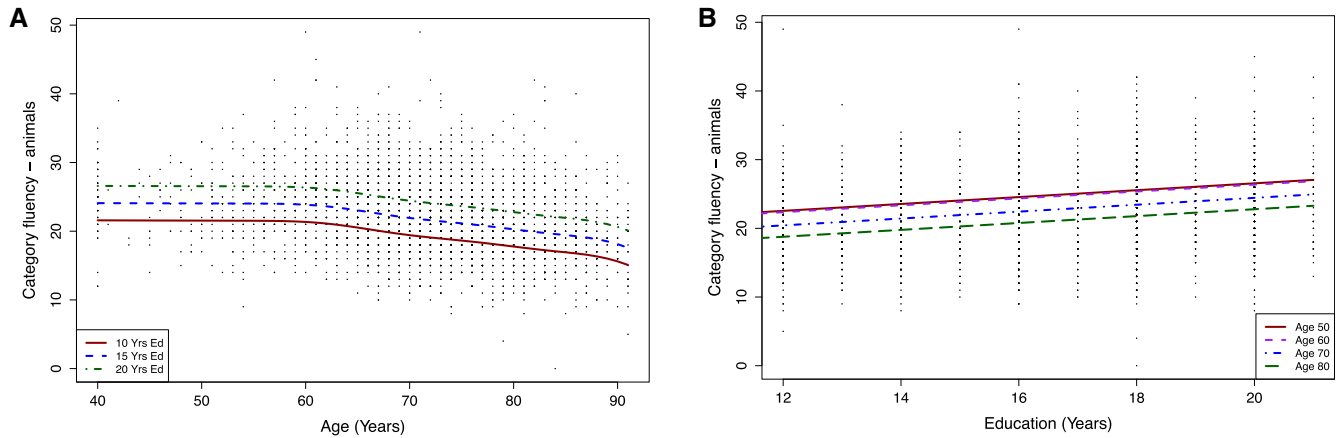 A
50
40
30
20
10
0
Category fluency – animals
10 Yrs Ed
15 Yrs Ed
20 Yrs Ed
40 50 60 70 80 90
Age (Years)
B
50
40
30
20
10
0
Category fluency – animals
Age 50
Age 60
Age 70
Age 80
12 14 16 18 20
Education (Years)